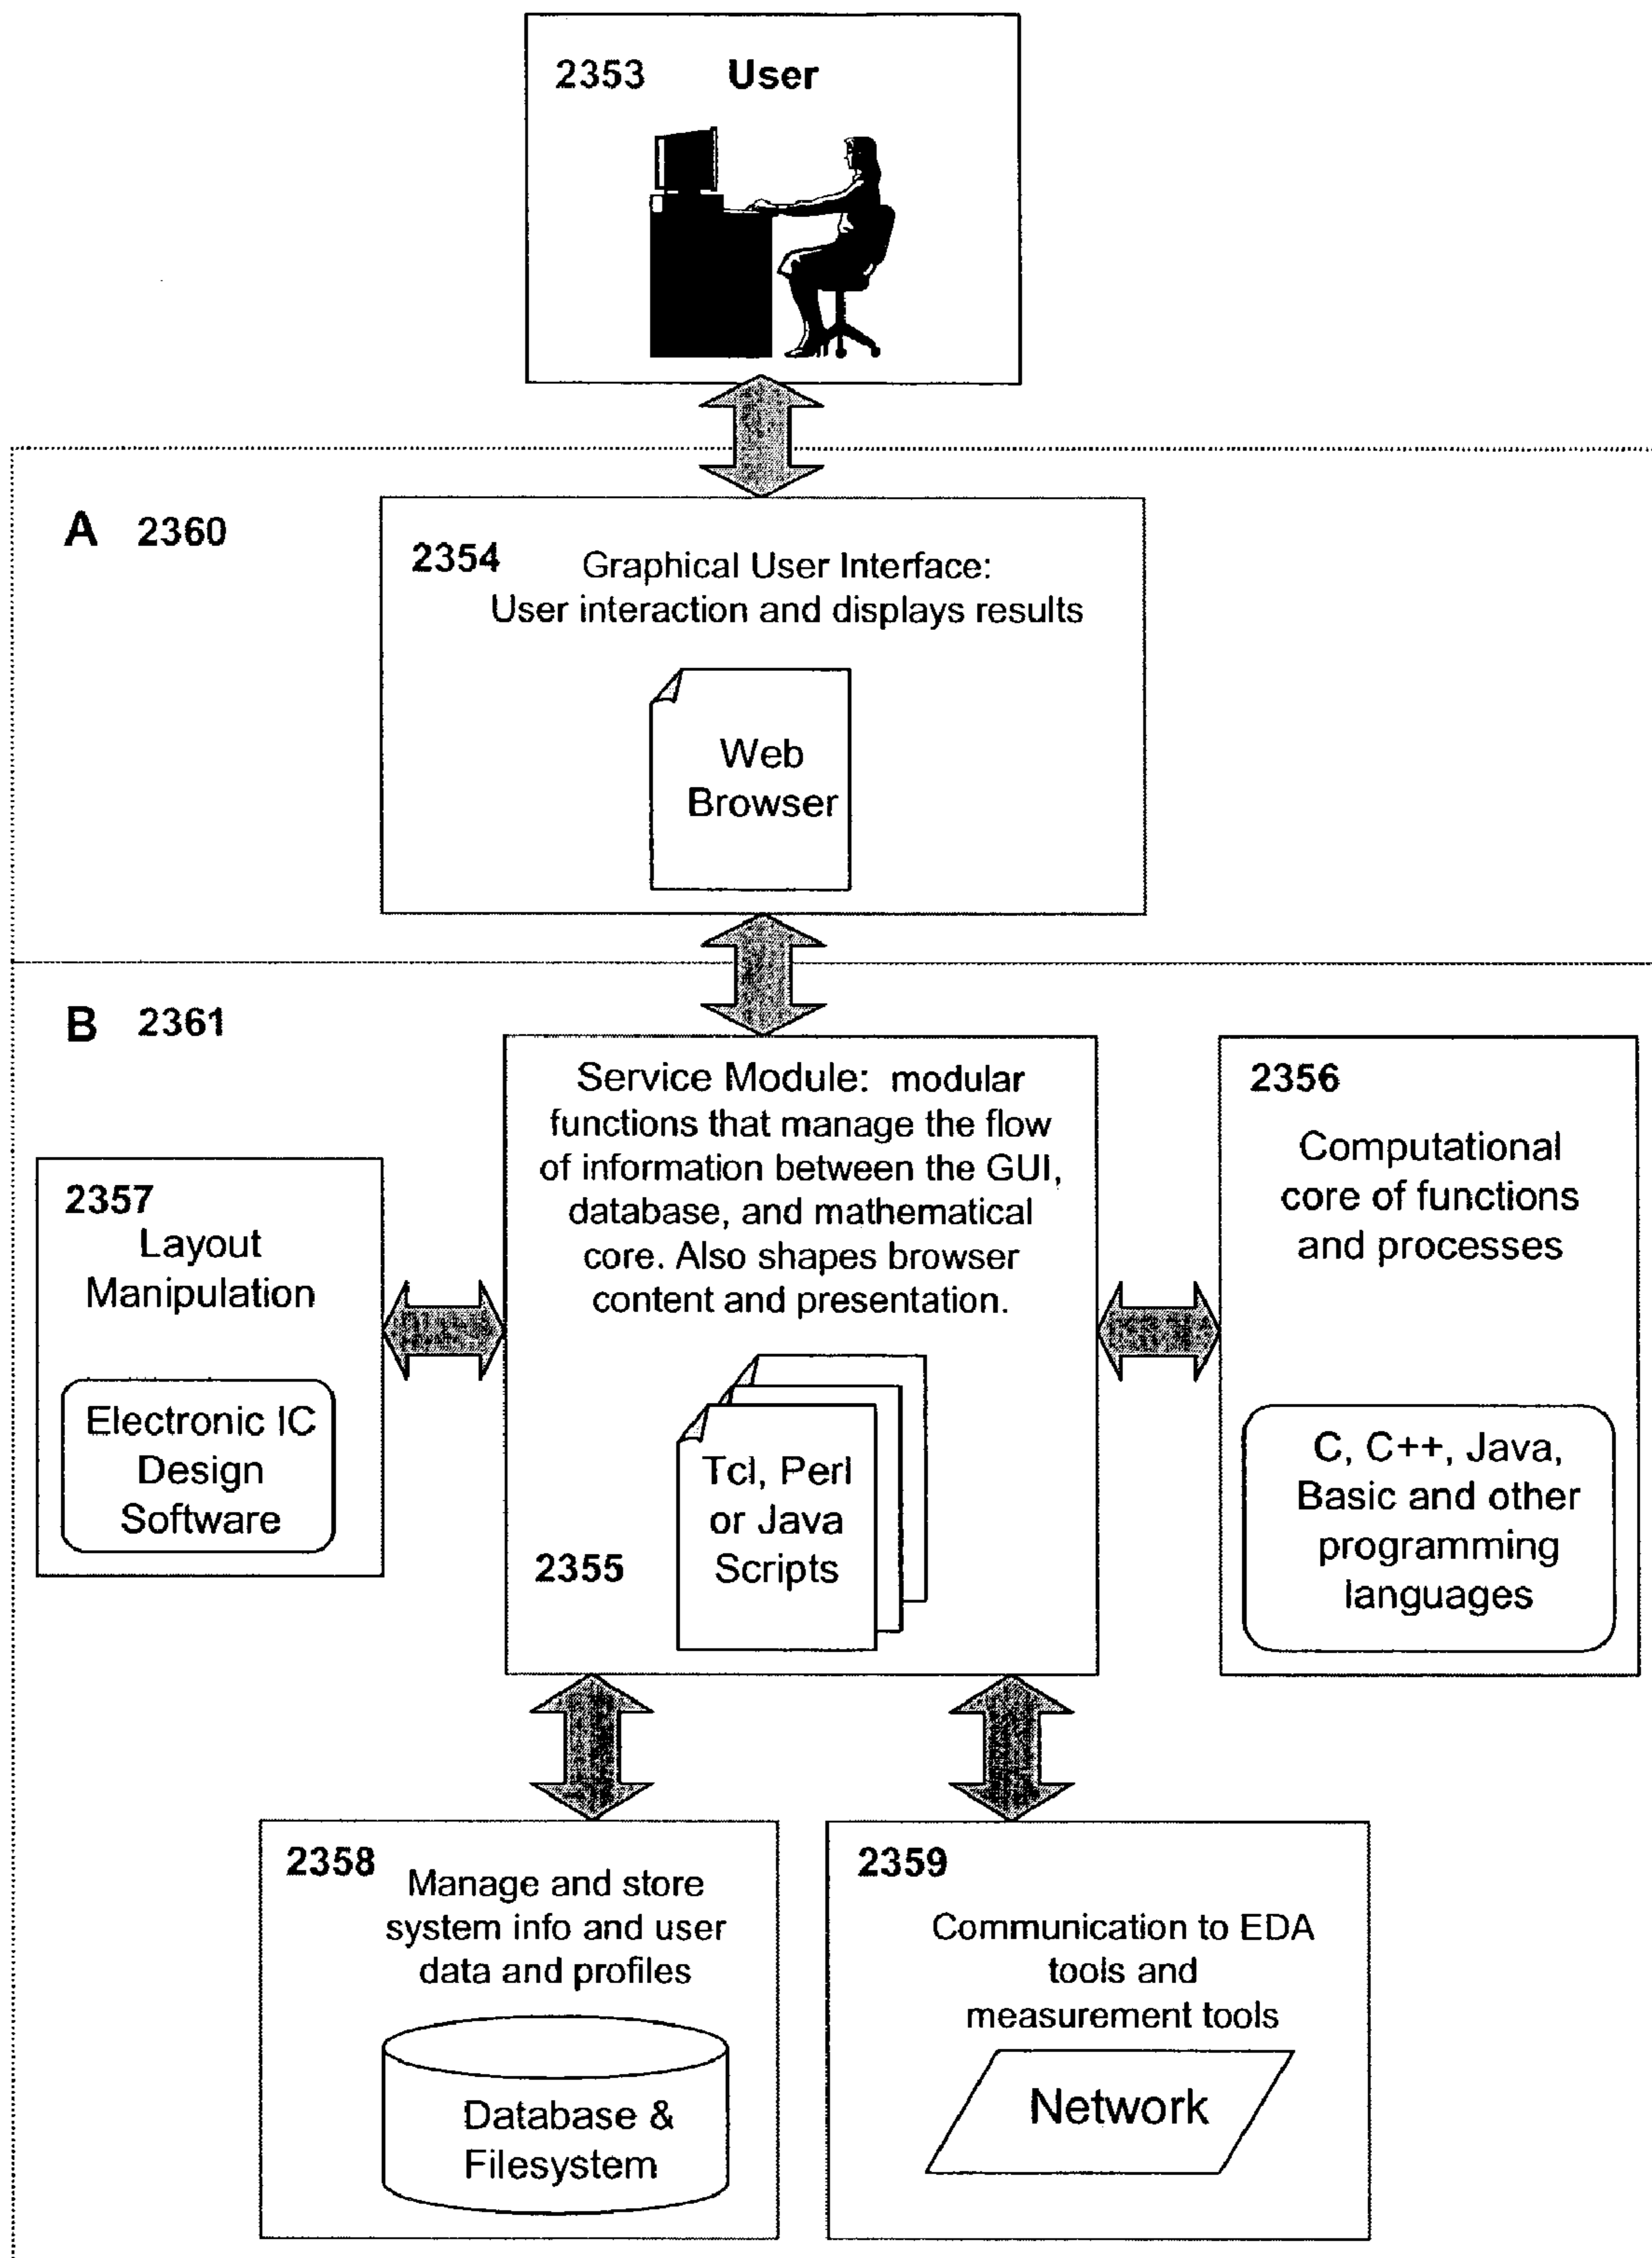 2353 User
A 2360
2354 Graphical User Interface:
User interaction and displays results
Web
Browser
B 2361
Service Module: modular
functions that manage the flow
of information between the GUI,
database, and mathematical
core. Also shapes browser
content and presentation.
Tcl, Perl
or Java
Scripts
2355
2356
Computational
core of functions
and processes
C, C++, Java,
Basic and other
programming
languages
2357
Layout
Manipulation
Electronic IC
Design
Software
2358
Manage and store
system info and user
data and profiles
Database &
Filesystem
2359
Communication to EDA
tools and
measurement tools
Network